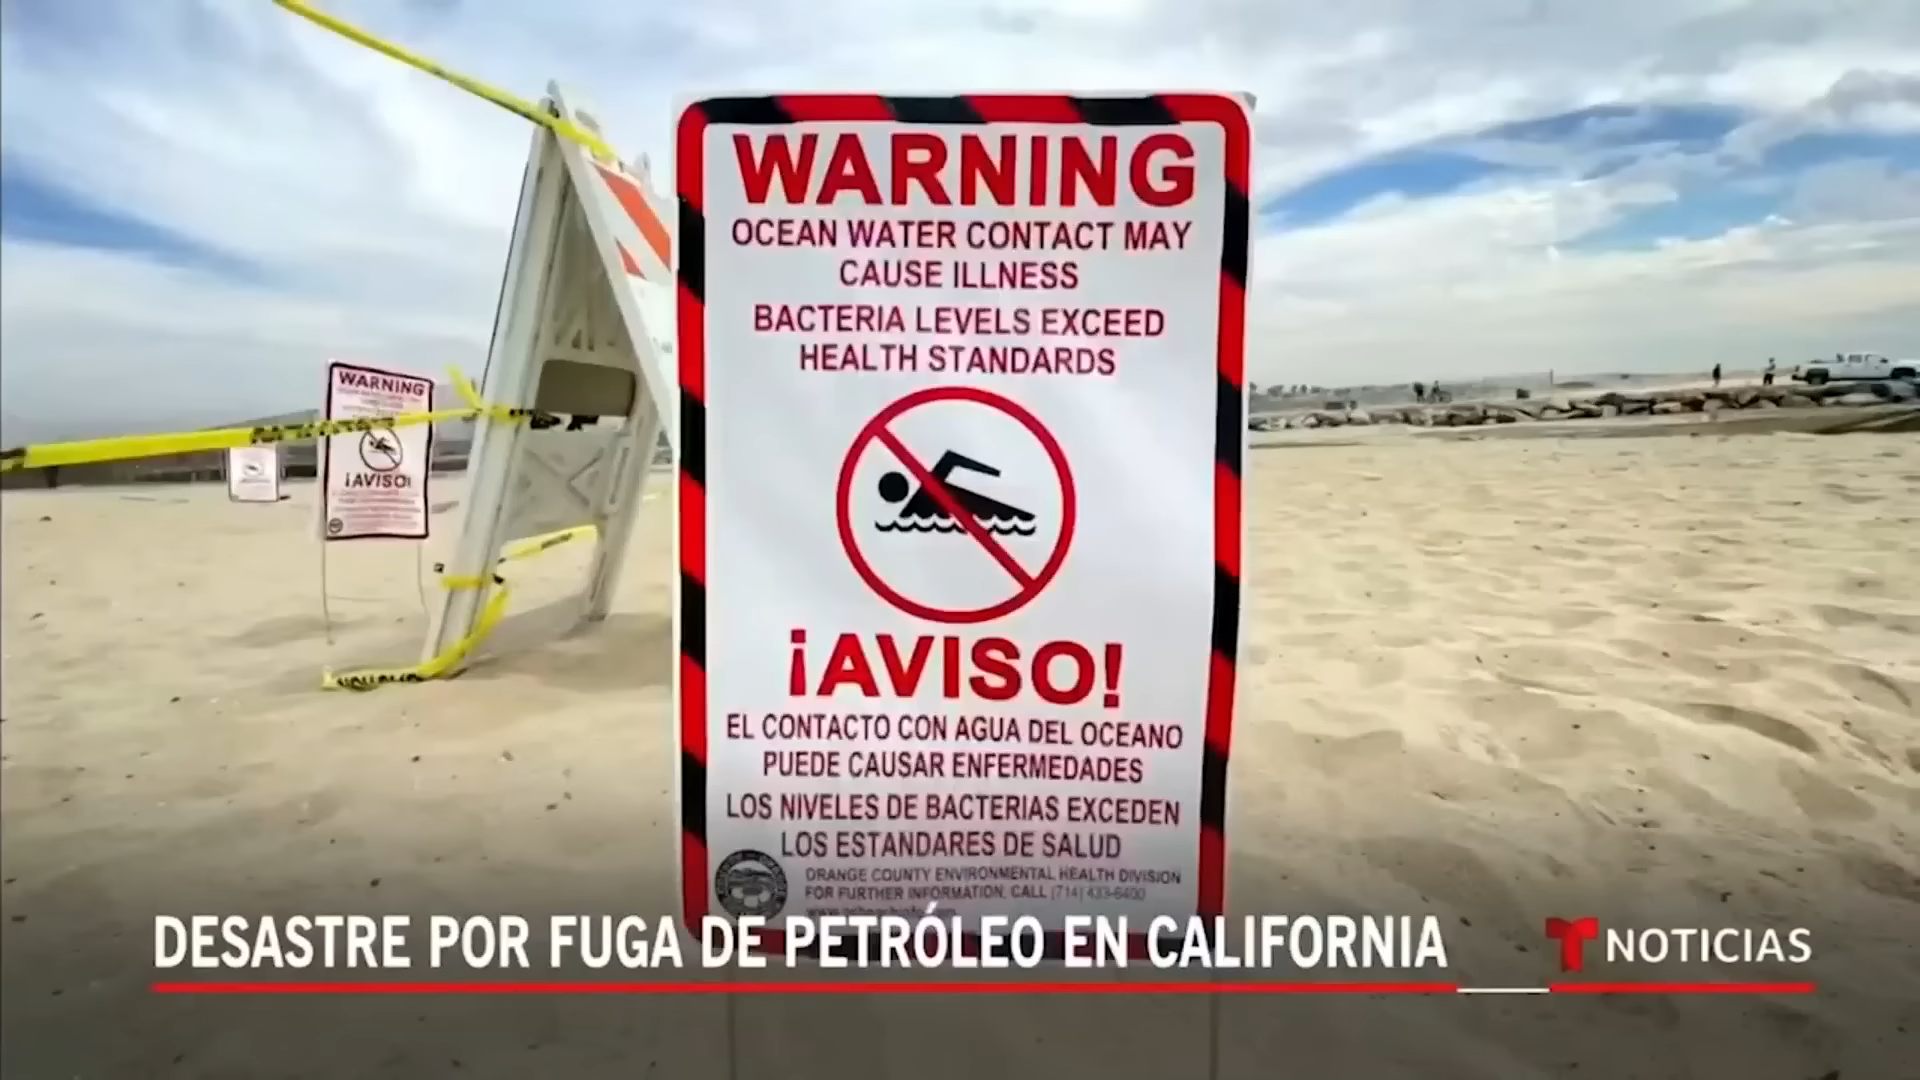 WARNING
OCEAN WATER CONTACT MAY
CAUSE ILLNESS
BACTERIA LEVELS EXCEED
HEALTH STANDARDS
¡AVISO!
EL CONTACTO CON AGUA DEL OCEANO
PUEDE CAUSAR ENFERMEDADES
LOS NIVELES DE BACTERIAS EXCEDEN
LOS ESTANDARES DE SALUD
ORANGE COUNTY ENVIRONMENTAL HEALTH DIVISION
FOR FURTHER INFORMATION, CALL (714) 433-6400
WARNING
¡AVISO!
DESASTRE POR FUGA DE PETRÓLEO EN CALIFORNIA
T NOTICIAS